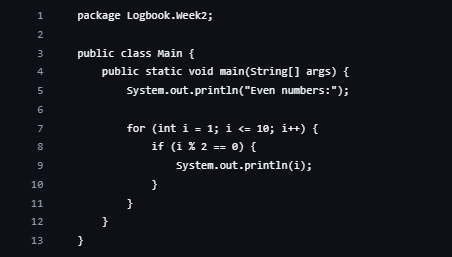 1 package Logbook.Week2;
2
3 public class Main {
4     public static void main(String[] args) {
5         System.out.println("Even numbers:");
6
7         for (int i = 1; i <= 10; i++) {
8             if (i % 2 == 0) {
9                 System.out.println(i);
10             }
11         }
12     }
13 }